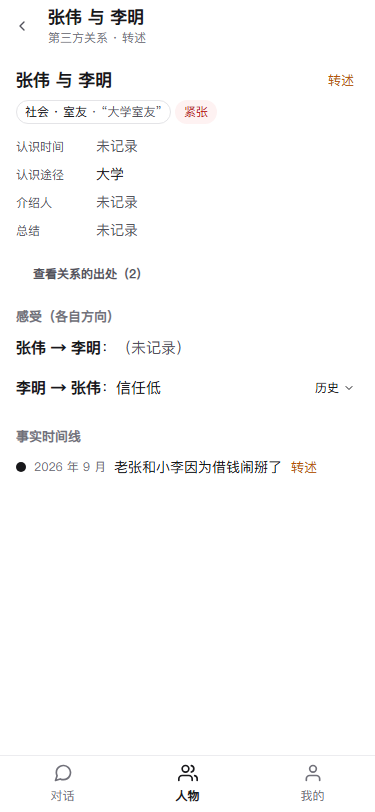 张伟 与 李明
第三方关系 · 转述
张伟 与 李明 转述
社会 · 室友 · “大学室友” 紧张
认识时间 未记录
认识途径 大学
介绍人 未记录
总结 未记录
查看关系的出处（2）
感受（各自方向）
张伟 → 李明：（未记录）
李明 → 张伟：信任低 历史
事实时间线
2026 年 9 月 老张和小李因为借钱闹掰了 转述
对话 人物 我的